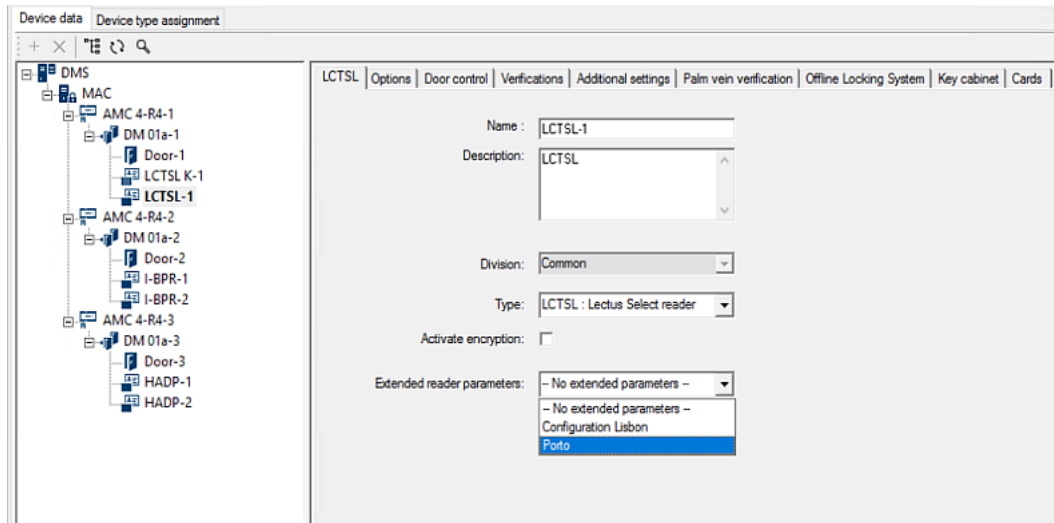 Device data Device type assignment
DMS
MAC
AMC 4-R4-1
DM 01a-1
Door-1
LCTSL K-1
LCTSL-1
AMC 4-R4-2
DM 01a-2
Door-2
I-BPR-1
I-BPR-2
AMC 4-R4-3
DM 01a-3
Door-3
HADP-1
HADP-2
LCTSL Options Door control Verifications Additional settings Palm vein verification Offline Locking System Key cabinet Cards
Name : LCTSL-1
Description: LCTSL
Division: Common
Type: LCTSL : Lectus Select reader
Activate encryption:
Extended reader parameters: -- No extended parameters --
-- No extended parameters --
Configuration Lisbon
Porto